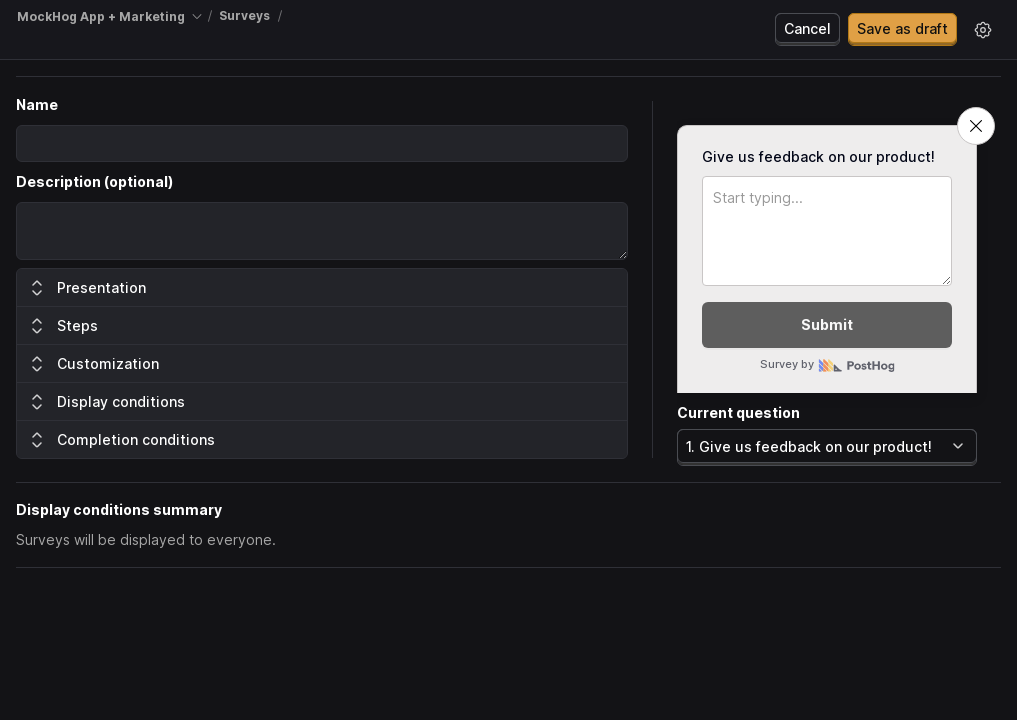 MockHog App + Marketing / Surveys /
Cancel
Save as draft
Name
Description (optional)
Presentation
Steps
Customization
Display conditions
Completion conditions
Give us feedback on our product!
Start typing...
Submit
Survey by PostHog
Current question
1. Give us feedback on our product!
Display conditions summary
Surveys will be displayed to everyone.